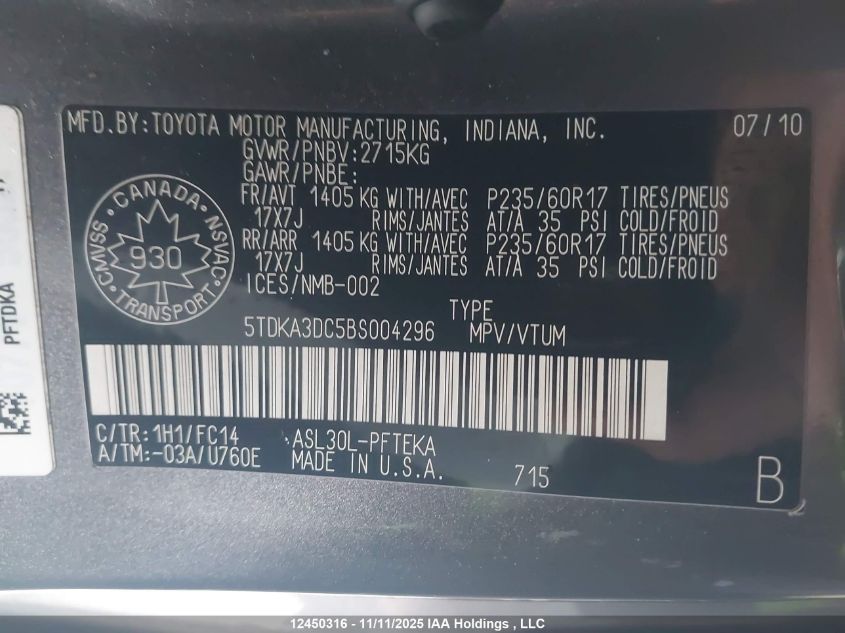 MFD.BY:TOYOTA MOTOR MANUFACTURING, INDIANA, INC. 07/10
GVWR/PNBV:2715KG
GAWR/PNBE:
FR/AVT 1405 KG WITH/AVEC P235/60R17 TIRES/PNEUS
17X7J RIMS/JANTES AT/A 35 PSI COLD/FROID
RR/ARR 1405 KG WITH/AVEC P235/60R17 TIRES/PNEUS
17X7J RIMS/JANTES AT/A 35 PSI COLD/FROID
ICES/NMB-002
CANADA
CMVSS NSVAC
930
TRANSPORT
TYPE
5TDKA3DC5BS004296 MPV/VTUM
C/TR: 1H1/FC14 ASL30L-PFTEKA
A/TM:-03A/U760E MADE IN U.S.A.
715
B
PFTDKA
12450316 - 11/11/2025 IAA Holdings , LLC